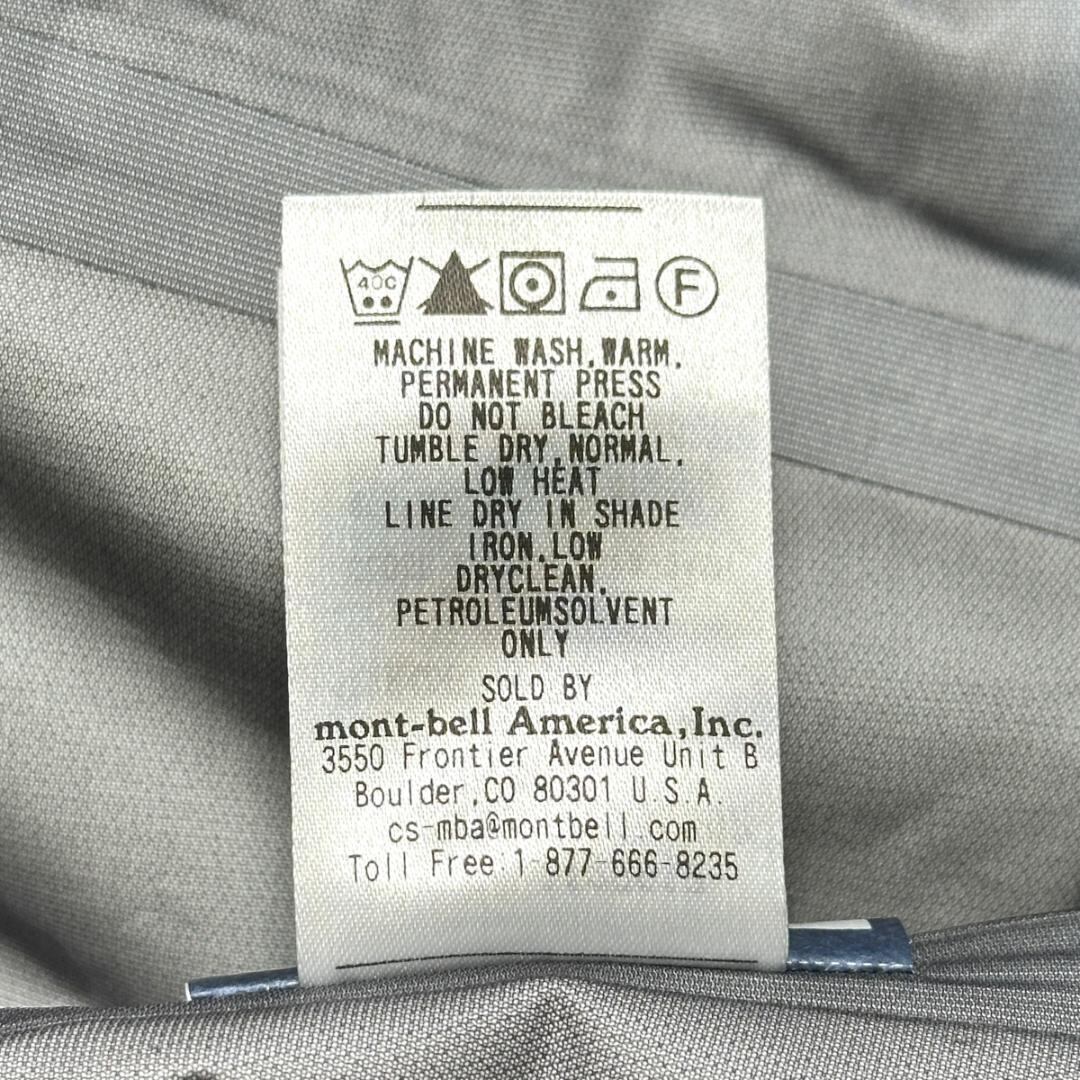 40C
F
MACHINE WASH,WARM,
PERMANENT PRESS
DO NOT BLEACH
TUMBLE DRY,NORMAL,
LOW HEAT
LINE DRY IN SHADE
IRON,LOW
DRYCLEAN,
PETROLEUMSOLVENT
ONLY
SOLD BY
mont-bell America,Inc.
3550 Frontier Avenue Unit B
Boulder,CO 80301 U.S.A.
cs-mba@montbell.com
Toll Free:1-877-666-8235